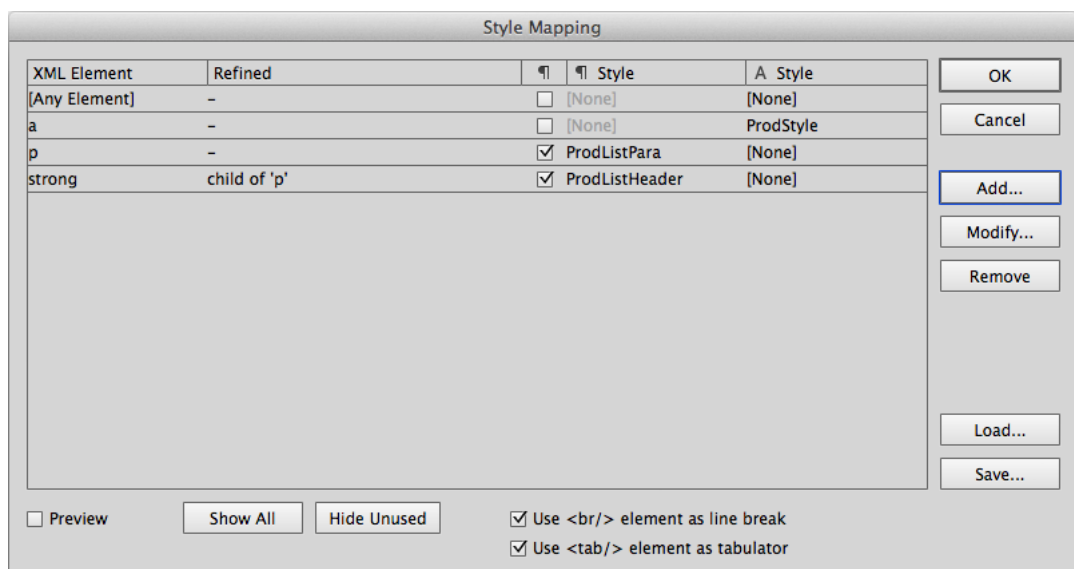 Style Mapping
XML Element Refined ¶ ¶ Style A Style
[Any Element] – [None] [None]
a – [None] ProdStyle
p – ProdListPara [None]
strong child of 'p' ProdListHeader [None]
OK
Cancel
Add...
Modify...
Remove
Load...
Save...
Preview Show All Hide Unused Use <br/> element as line break
Use <tab/> element as tabulator